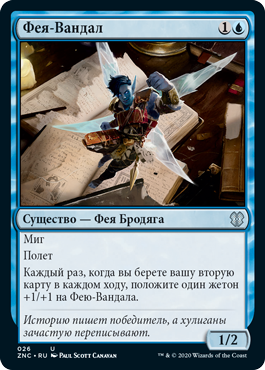 Фея-Вандал
1
Существо — Фея Бродяга
Миг
Полет
Каждый раз, когда вы берете вашу вторую
карту в каждом ходу, положите один жетон
+1/+1 на Фею-Вандала.
Историю пишет победитель, а хулиганы
зачастую переписывают.
1/2
026 U
ZNC • RU Paul Scott Canavan
™ & © 2020 Wizards of the Coast